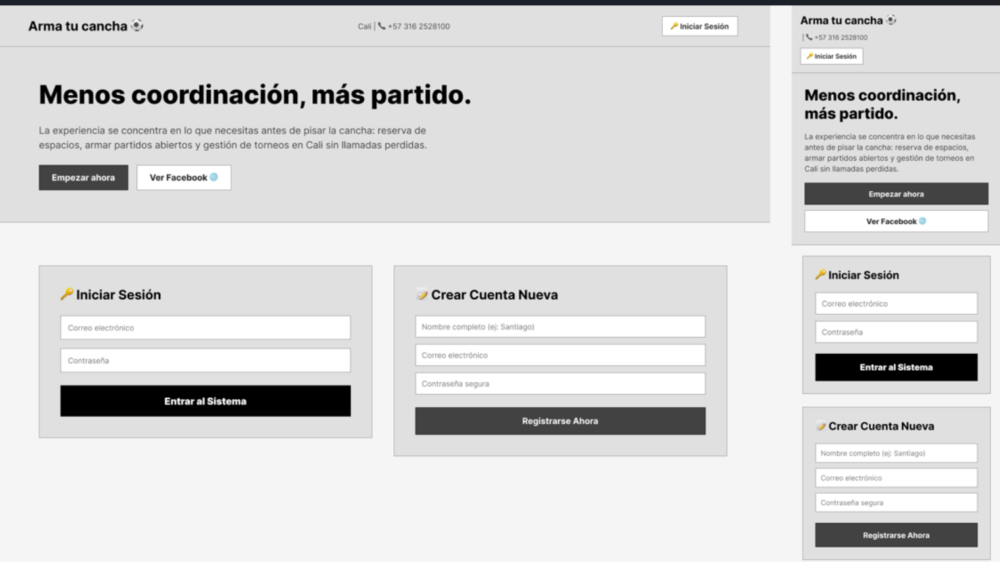 Arma tu cancha
Cali | +57 316 2528100
Iniciar Sesión
Menos coordinación, más partido.
La experiencia se concentra en lo que necesitas antes de pisar la cancha: reserva de
espacios, armar partidos abiertos y gestión de torneos en Cali sin llamadas perdidas.
Empezar ahora
Ver Facebook
Iniciar Sesión
Correo electrónico
Contraseña
Entrar al Sistema
Crear Cuenta Nueva
Nombre completo (ej: Santiago)
Correo electrónico
Contraseña segura
Registrarse Ahora
Arma tu cancha
| +57 316 2528100
Iniciar Sesión
Menos coordinación,
más partido.
La experiencia se concentra en lo que necesitas
antes de pisar la cancha: reserva de espacios,
armar partidos abiertos y gestión de torneos en
Cali sin llamadas perdidas.
Empezar ahora
Ver Facebook
Iniciar Sesión
Correo electrónico
Contraseña
Entrar al Sistema
Crear Cuenta Nueva
Nombre completo (ej: Santiago)
Correo electrónico
Contraseña segura
Registrarse Ahora